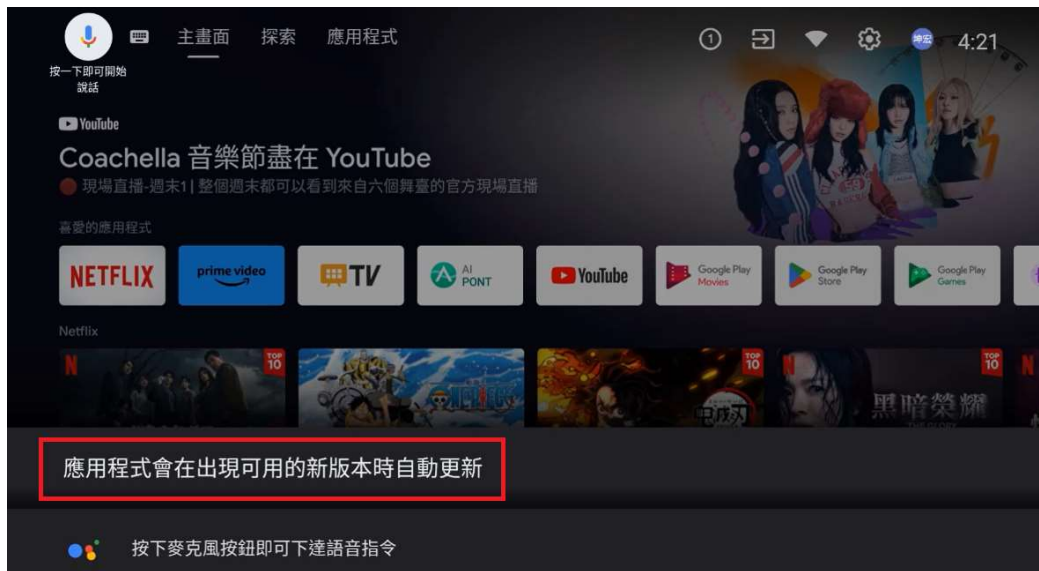 主畫面 探索 應用程式
1
坤宏
4:21
按一下即可開始
說話
YouTube
Coachella 音樂節盡在 YouTube
現場直播-週末1 | 整個週末都可以看到來自六個舞臺的官方現場直播
喜愛的應用程式
NETFLIX
prime video
TV
AI
PONT
YouTube
Google Play
Movies
Google Play
Store
Google Play
Games
Netflix
N
TOP
10
ONE PIECE
TOP
10
N
黑暗榮耀
THE GLORY
TOP
10
N
應用程式會在出現可用的新版本時自動更新
按下麥克風按鈕即可下達語音指令